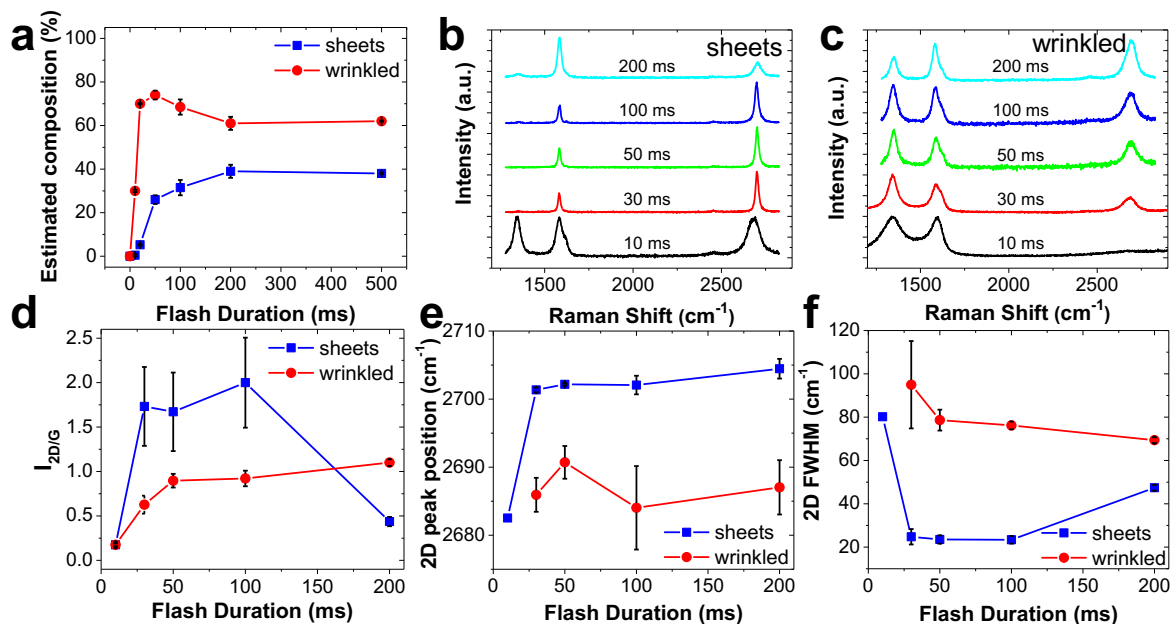 a
Estimated composition (%)
100
80
60
40
20
0
sheets
wrinkled
0 100 200 300 400 500
Flash Duration (ms)
b
sheets
Intensity (a.u.)
200 ms
100 ms
50 ms
30 ms
10 ms
1500 2000 2500
Raman Shift (cm⁻¹)
c
wrinkled
Intensity (a.u.)
200 ms
100 ms
50 ms
30 ms
10 ms
1500 2000 2500
Raman Shift (cm⁻¹)
d
I2D/G
2.5
2.0
1.5
1.0
0.5
0.0
sheets
wrinkled
0 50 100 150 200
Flash Duration (ms)
e
2D peak position (cm⁻¹)
2710
2700
2690
2680
sheets
wrinkled
0 50 100 150 200
Flash Duration (ms)
f
2D FWHM (cm⁻¹)
120
100
80
60
40
20
sheets
wrinkled
0 50 100 150 200
Flash Duration (ms)